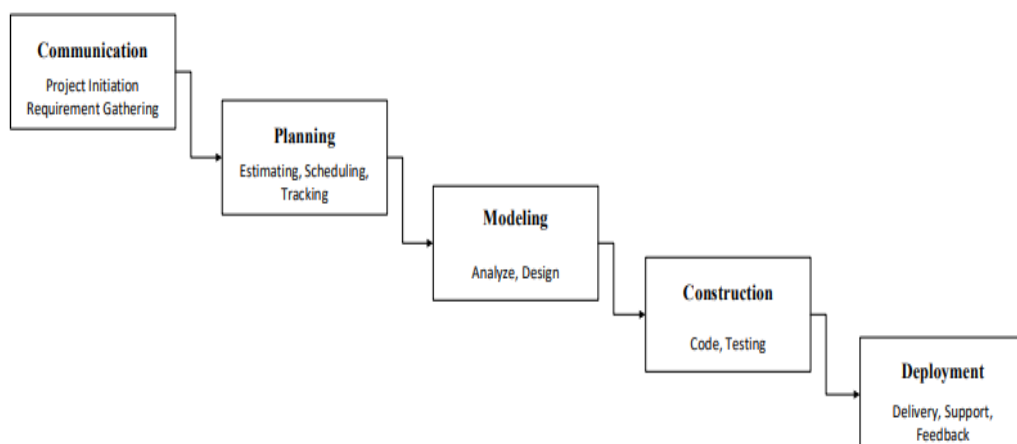 Communication
Project Initiation
Requirement Gathering
Planning
Estimating, Scheduling,
Tracking
Modeling
Analyze, Design
Construction
Code, Testing
Deployment
Delivery, Support,
Feedback